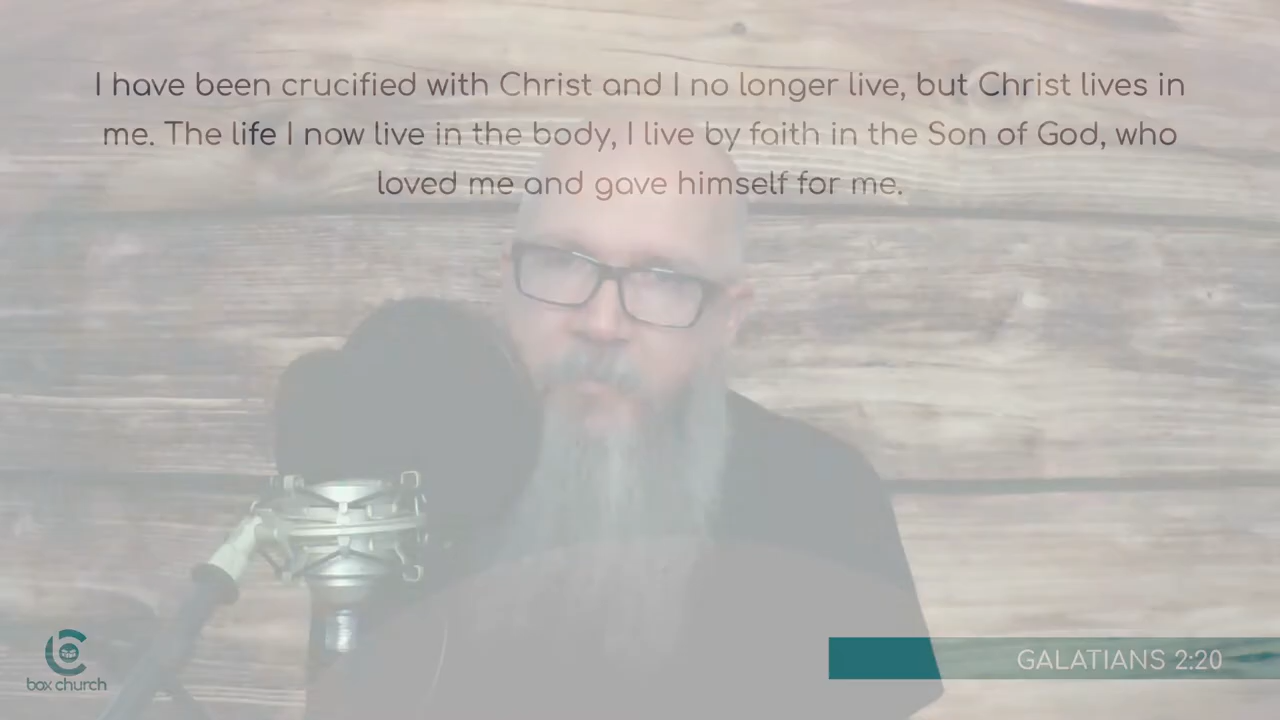 I have been crucified with Christ and I no longer live, but Christ lives in
me. The life I now live in the body, I live by faith in the Son of God, who
loved me and gave himself for me.
GALATIANS 2:20
box church